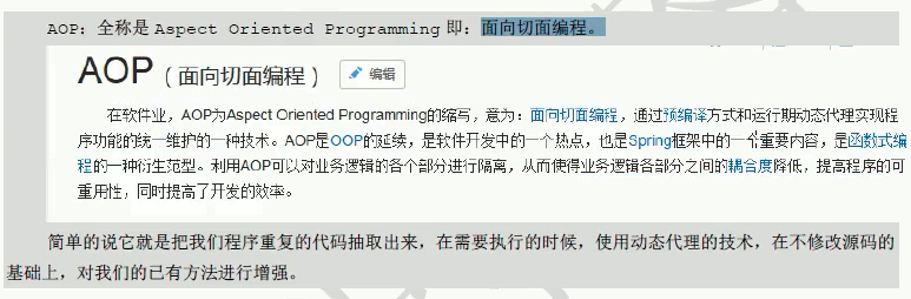 AOP：全称是 Aspect Oriented Programming 即：面向切面编程。
AOP（面向切面编程） 编辑
在软件业，AOP为Aspect Oriented Programming的缩写，意为：面向切面编程，通过预编译方式和运行期动态代理实现程
序功能的统一维护的一种技术。AOP是OOP的延续，是软件开发中的一个热点，也是Spring框架中的一个重要内容，是函数式编
程的一种衍生范型。利用AOP可以对业务逻辑的各个部分进行隔离，从而使得业务逻辑各部分之间的耦合度降低，提高程序的可
重用性，同时提高了开发的效率。
简单的说它就是把我们程序重复的代码抽取出来，在需要执行的时候，使用动态代理的技术，在不修改源码的
基础上，对我们的已有方法进行增强。